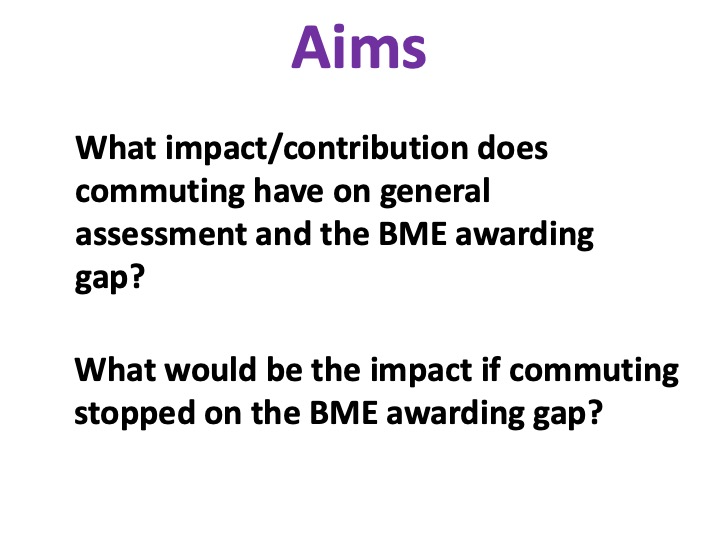 Aims
What impact/contribution does
commuting have on general
assessment and the BME awarding
gap?
What would be the impact if commuting
stopped on the BME awarding gap?